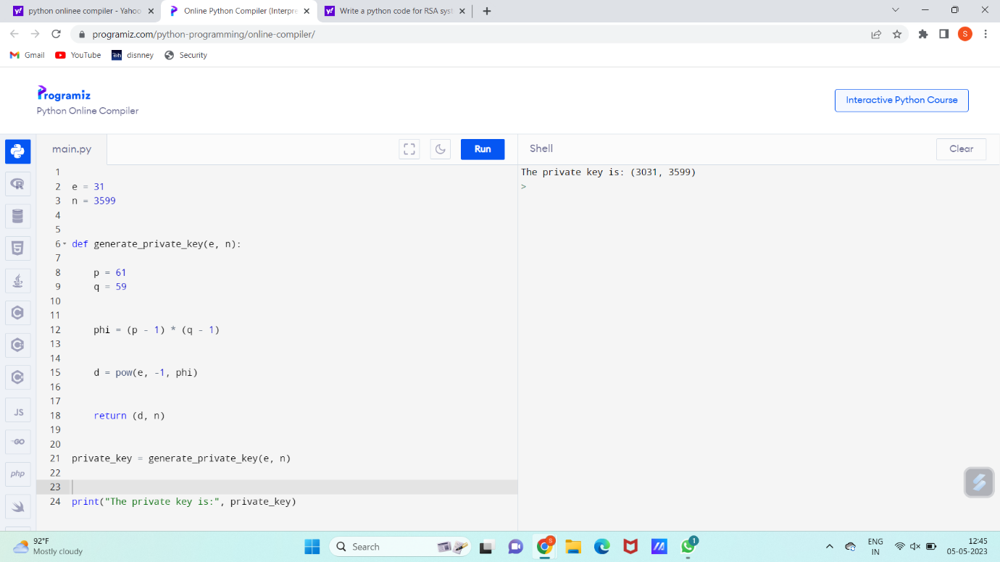 python onlinee compiler - Yahoo
Online Python Compiler (Interpre
Write a python code for RSA syst
programiz.com/python-programming/online-compiler/
S
Gmail
YouTube
disnney
Security
Programiz
Python Online Compiler
Interactive Python Course
main.py
Run
Shell
Clear
1
2 e = 31
3 n = 3599
4
5
6 def generate_private_key(e, n):
7
8 p = 61
9 q = 59
10
11
12 phi = (p - 1) * (q - 1)
13
14
15 d = pow(e, -1, phi)
16
17
18 return (d, n)
19
20
21 private_key = generate_private_key(e, n)
22
23
24 print("The private key is:", private_key)
The private key is: (3031, 3599)
>
R
5
C
C
C
JS
GO
php
92°F
Mostly cloudy
Search
S
1
ENG
IN
12:45
05-05-2023